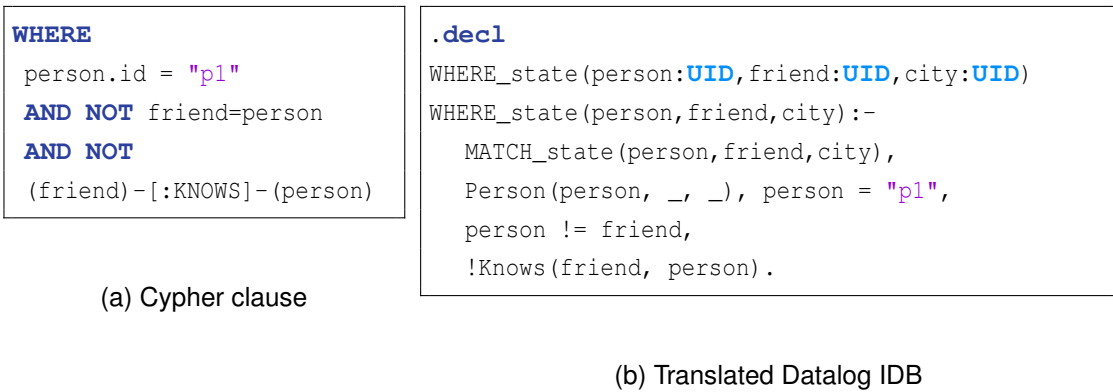 WHERE
person.id = "p1"
AND NOT friend=person
AND NOT
(friend)-[:KNOWS]-(person)
(a) Cypher clause
.decl
WHERE_state(person:UID,friend:UID,city:UID)
WHERE_state(person,friend,city):-
MATCH_state(person,friend,city),
Person(person, _, _), person = "p1",
person != friend,
!Knows(friend, person).
(b) Translated Datalog IDB